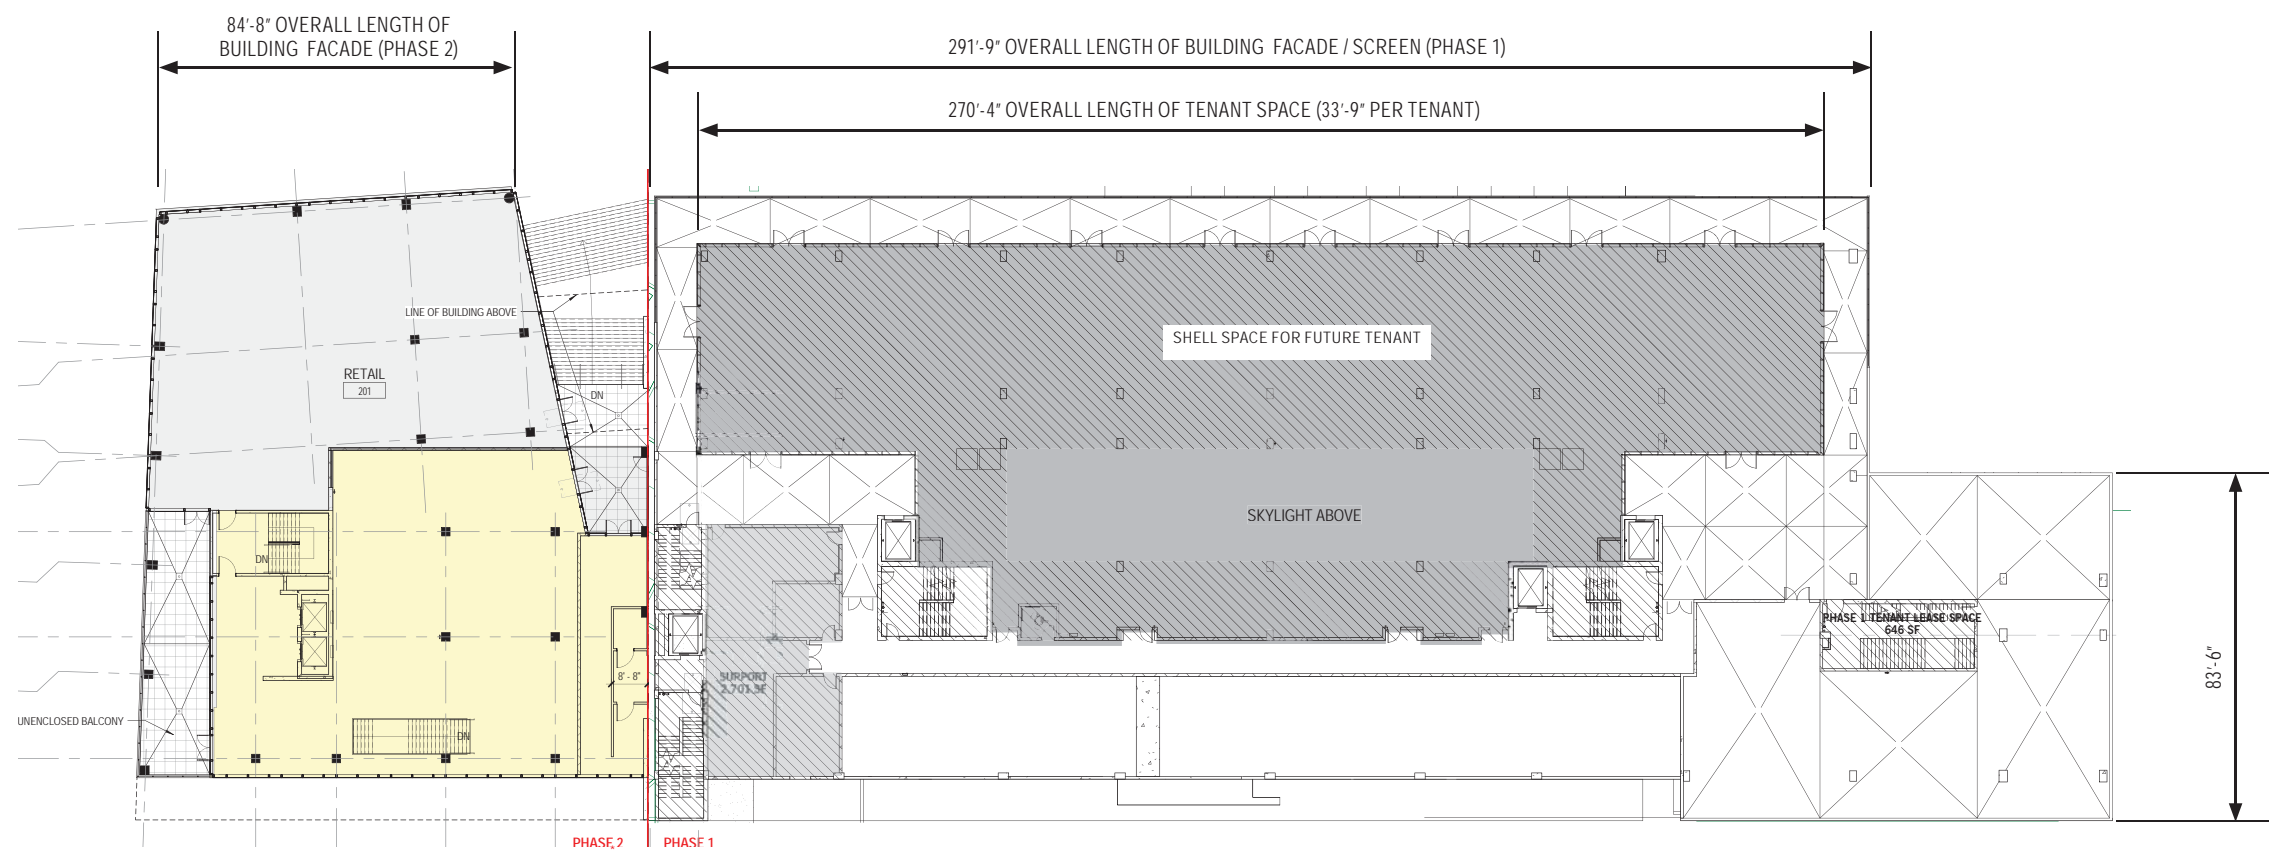 84'-8" OVERALL LENGTH OF
BUILDING FACADE (PHASE 2)
291'-9" OVERALL LENGTH OF BUILDING FACADE / SCREEN (PHASE 1)
270'-4" OVERALL LENGTH OF TENANT SPACE (33'-9" PER TENANT)
LINE OF BUILDING ABOVE
SHELL SPACE FOR FUTURE TENANT
RETAIL
201
DN
SKYLIGHT ABOVE
DN
PHASE 1 TENANT LEASE SPACE
646 SF
83'-6"
8' - 8"
SUPPORT
2,701 SF
UNENCLOSED BALCONY
DN
PHASE 2
PHASE 1